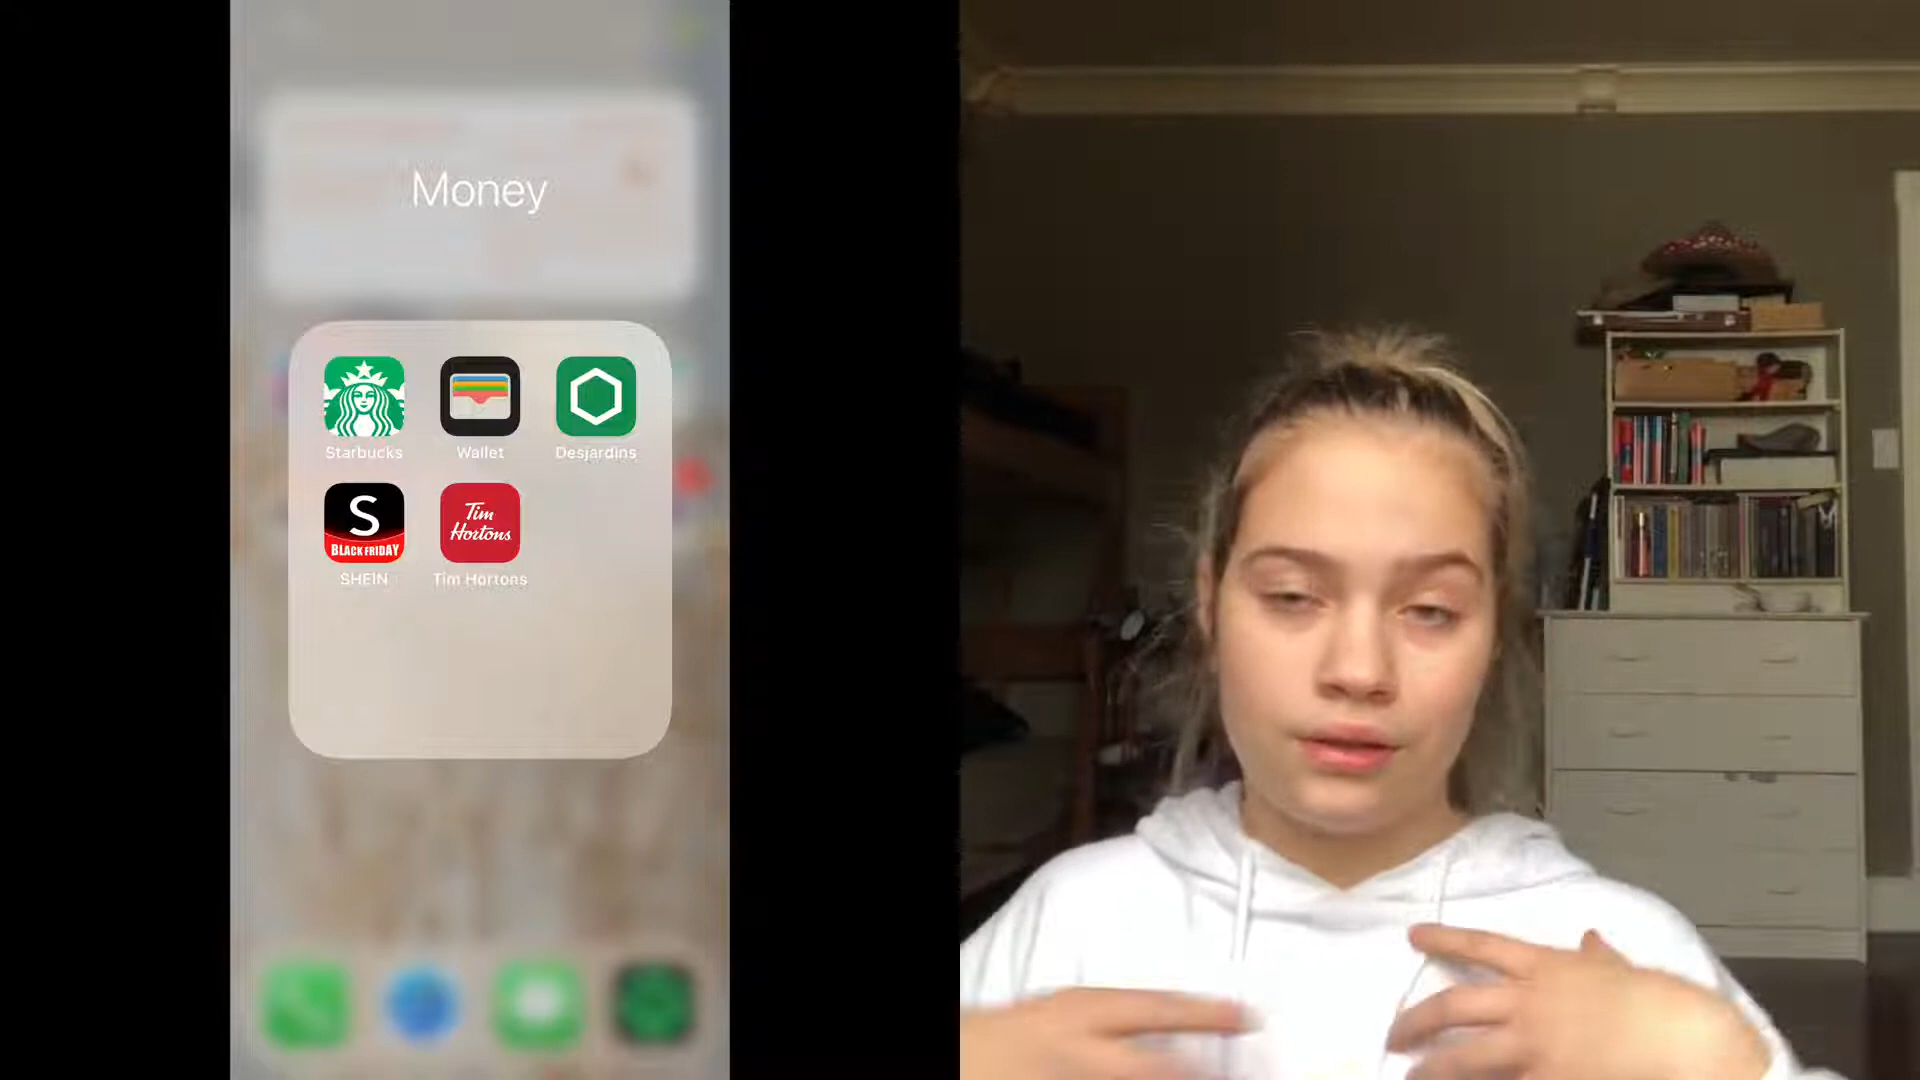 Money
Starbucks
Wallet
Desjardins
S
BLACK FRIDAY
Tim
Hortons
SHEIN
Tim Hortons